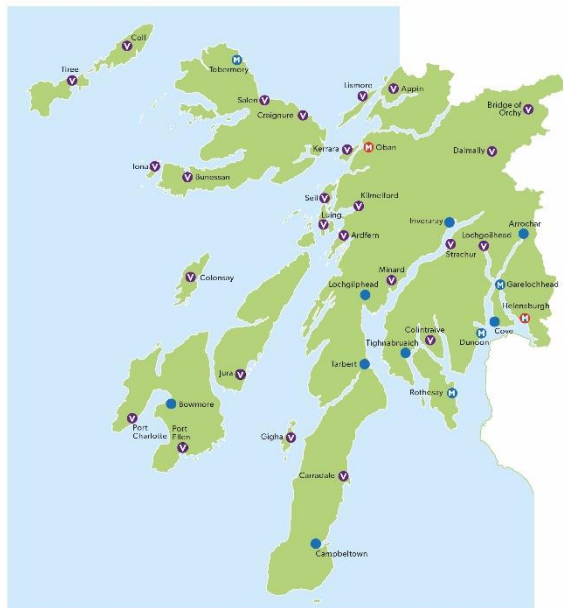 Coll
V
Tiree
V
M
Tobermory
Salen
V
Craignure
V
Lismore
V
V
Appin
Bridge of
Orchy
V
Kerrara
V
M
Oban
Dalmally
V
Iona
V
V
Bunessan
Seil
V
Kilmelford
V
Luing
V
V
Ardfern
Inveraray
Arrochar
Lochgoilhead
V
V
Strachur
Colonsay
V
Minard
V
Lochgilphead
M
Garelochhead
Helensburgh
M
Cove
Colintraive
V
M
Dunoon
Tighnabruaich
Tarbert
Jura
V
Rothesay
M
Bowmore
V
Port
Charlotte
Port
Ellen
V
Gigha
V
Carradale
V
Campbeltown